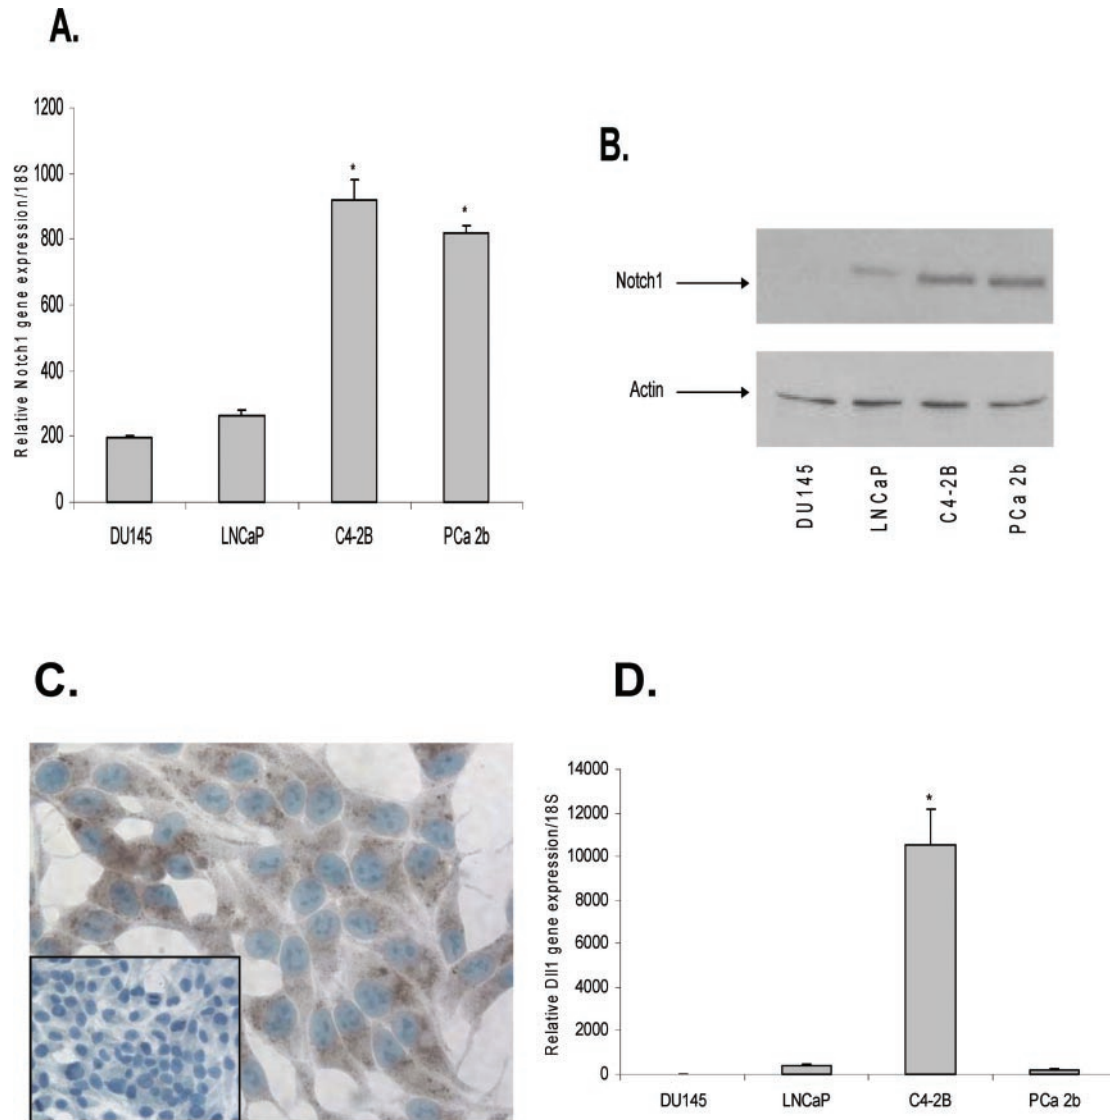 A.
Relative Notch1 gene expression/18S
1200
1000
800
600
400
200
0
*
*
DU145 LNCaP C4-2B PCa 2b
B.
Notch1
Actin
DU145 LNCaP C4-2B PCa 2b
C.
D.
Relative Dll1 gene expression/18S
14000
12000
10000
8000
6000
4000
2000
0
*
DU145 LNCaP C4-2B PCa 2b